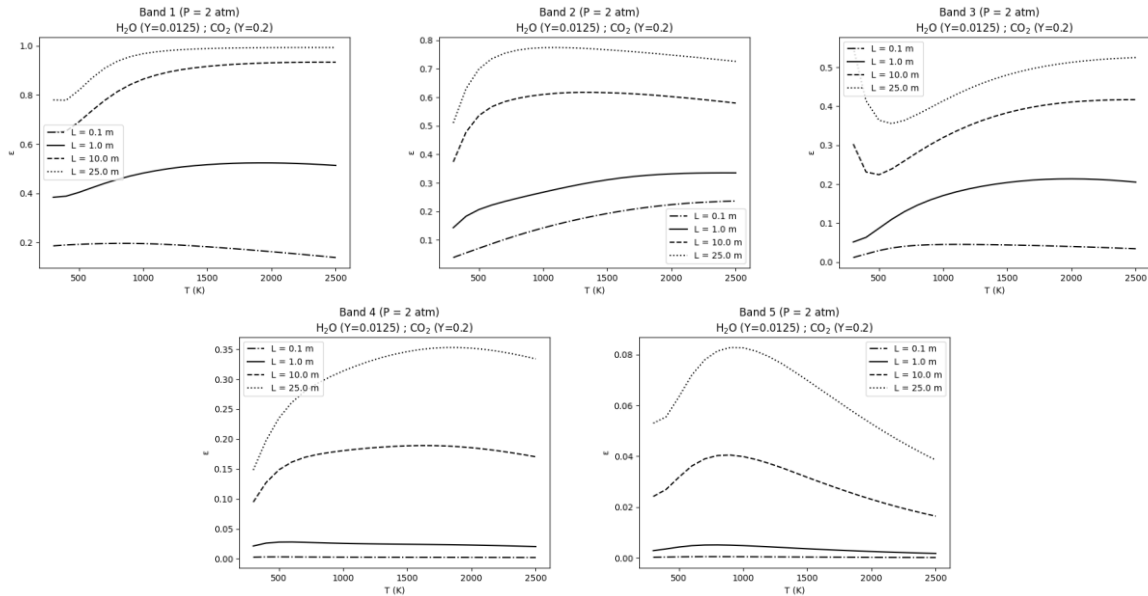 Band 1 (P = 2 atm)
H₂O (Y=0.0125) ; CO₂ (Y=0.2)
1.0
0.8
0.6
0.4
0.2
ε
L = 0.1 m
L = 1.0 m
L = 10.0 m
L = 25.0 m
500 1000 1500 2000 2500
T (K)
Band 2 (P = 2 atm)
H₂O (Y=0.0125) ; CO₂ (Y=0.2)
0.8
0.7
0.6
0.5
0.4
0.3
0.2
0.1
ε
L = 0.1 m
L = 1.0 m
L = 10.0 m
L = 25.0 m
500 1000 1500 2000 2500
T (K)
Band 3 (P = 2 atm)
H₂O (Y=0.0125) ; CO₂ (Y=0.2)
0.5
0.4
0.3
0.2
0.1
0.0
ε
L = 0.1 m
L = 1.0 m
L = 10.0 m
L = 25.0 m
500 1000 1500 2000 2500
T (K)
Band 4 (P = 2 atm)
H₂O (Y=0.0125) ; CO₂ (Y=0.2)
0.35
0.30
0.25
0.20
0.15
0.10
0.05
0.00
ε
L = 0.1 m
L = 1.0 m
L = 10.0 m
L = 25.0 m
500 1000 1500 2000 2500
T (K)
Band 5 (P = 2 atm)
H₂O (Y=0.0125) ; CO₂ (Y=0.2)
0.08
0.06
0.04
0.02
0.00
ε
L = 0.1 m
L = 1.0 m
L = 10.0 m
L = 25.0 m
500 1000 1500 2000 2500
T (K)